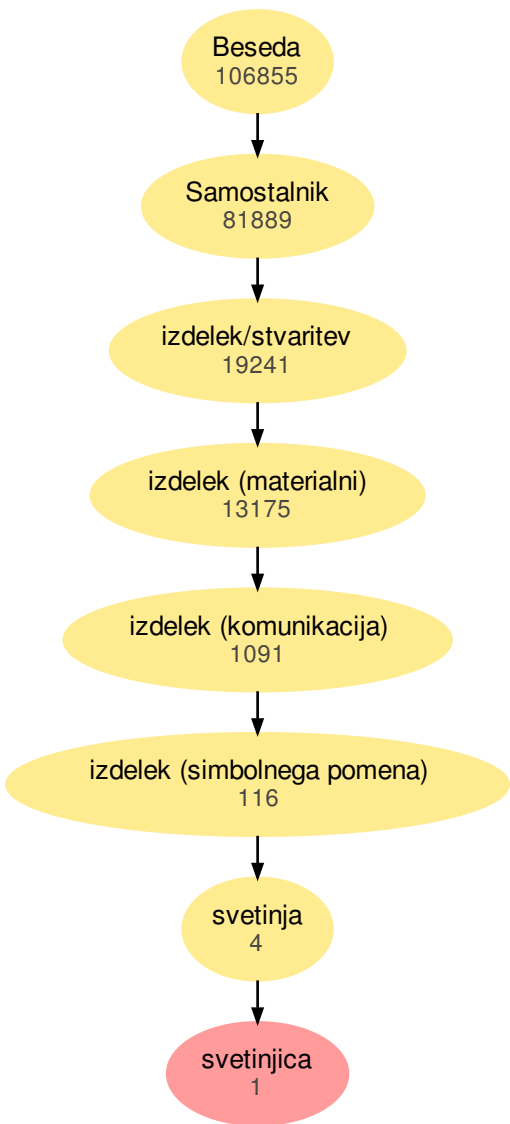 Beseda
106855
Samostalnik
81889
izdelek/stvaritev
19241
izdelek (materialni)
13175
izdelek (komunikacija)
1091
izdelek (simbolnega pomena)
116
svetinja
4
svetinjica
1